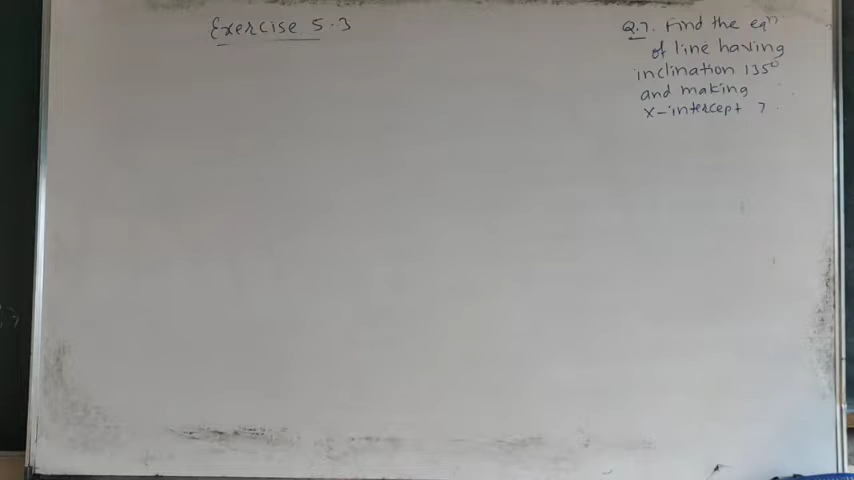 Exercise 5.3
Q.7. Find the eqⁿ
of line having
inclination 135°
and making
x-intercept 7.